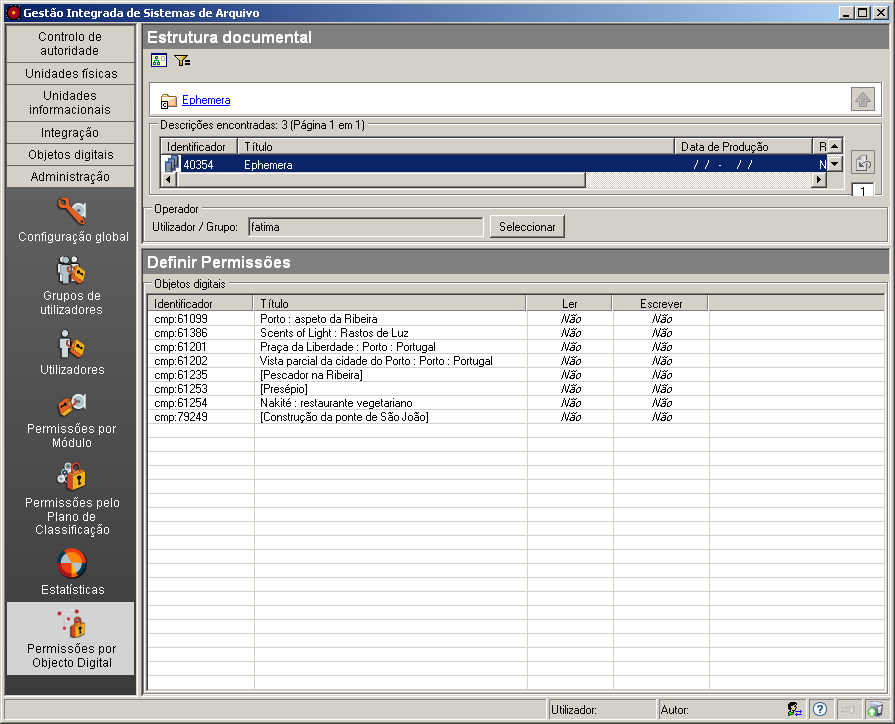 Gestão Integrada de Sistemas de Arquivo
Controlo de
autoridade
Unidades físicas
Unidades
informacionais
Integração
Objetos digitais
Administração
Configuração global
Grupos de
utilizadores
Utilizadores
Permissões por
Módulo
Permissões pelo
Plano de
Classificação
Estatísticas
Permissões por
Objecto Digital
Estrutura documental
Ephemera
Descrições encontradas: 3 (Página 1 em 1)
Identificador Título Data de Produção R
40354 Ephemera / / - / / N
1
Operador
Utilizador / Grupo: fatima Seleccionar
Definir Permissões
Objetos digitais
Identificador Título Ler Escrever
cmp:61099 Porto : aspeto da Ribeira Não Não
cmp:61386 Scents of Light : Rastos de Luz Não Não
cmp:61201 Praça da Liberdade : Porto : Portugal Não Não
cmp:61202 Vista parcial da cidade do Porto : Porto : Portugal Não Não
cmp:61235 [Pescador na Ribeira] Não Não
cmp:61253 [Presépio] Não Não
cmp:61254 Nakité : restaurante vegetariano Não Não
cmp:79249 [Construção da ponte de São João] Não Não
Utilizador: Autor: